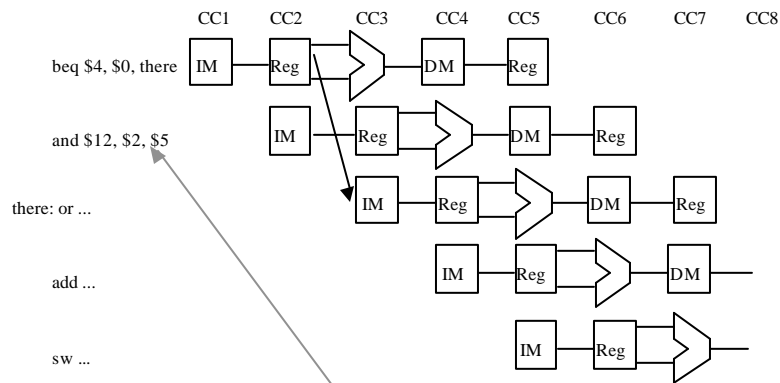 CC1 CC2 CC3 CC4 CC5 CC6 CC7 CC8
beq $4, $0, there IM Reg DM Reg
and $12, $2, $5 IM Reg DM Reg
there: or ... IM Reg DM Reg
add ... IM Reg DM
sw ... IM Reg